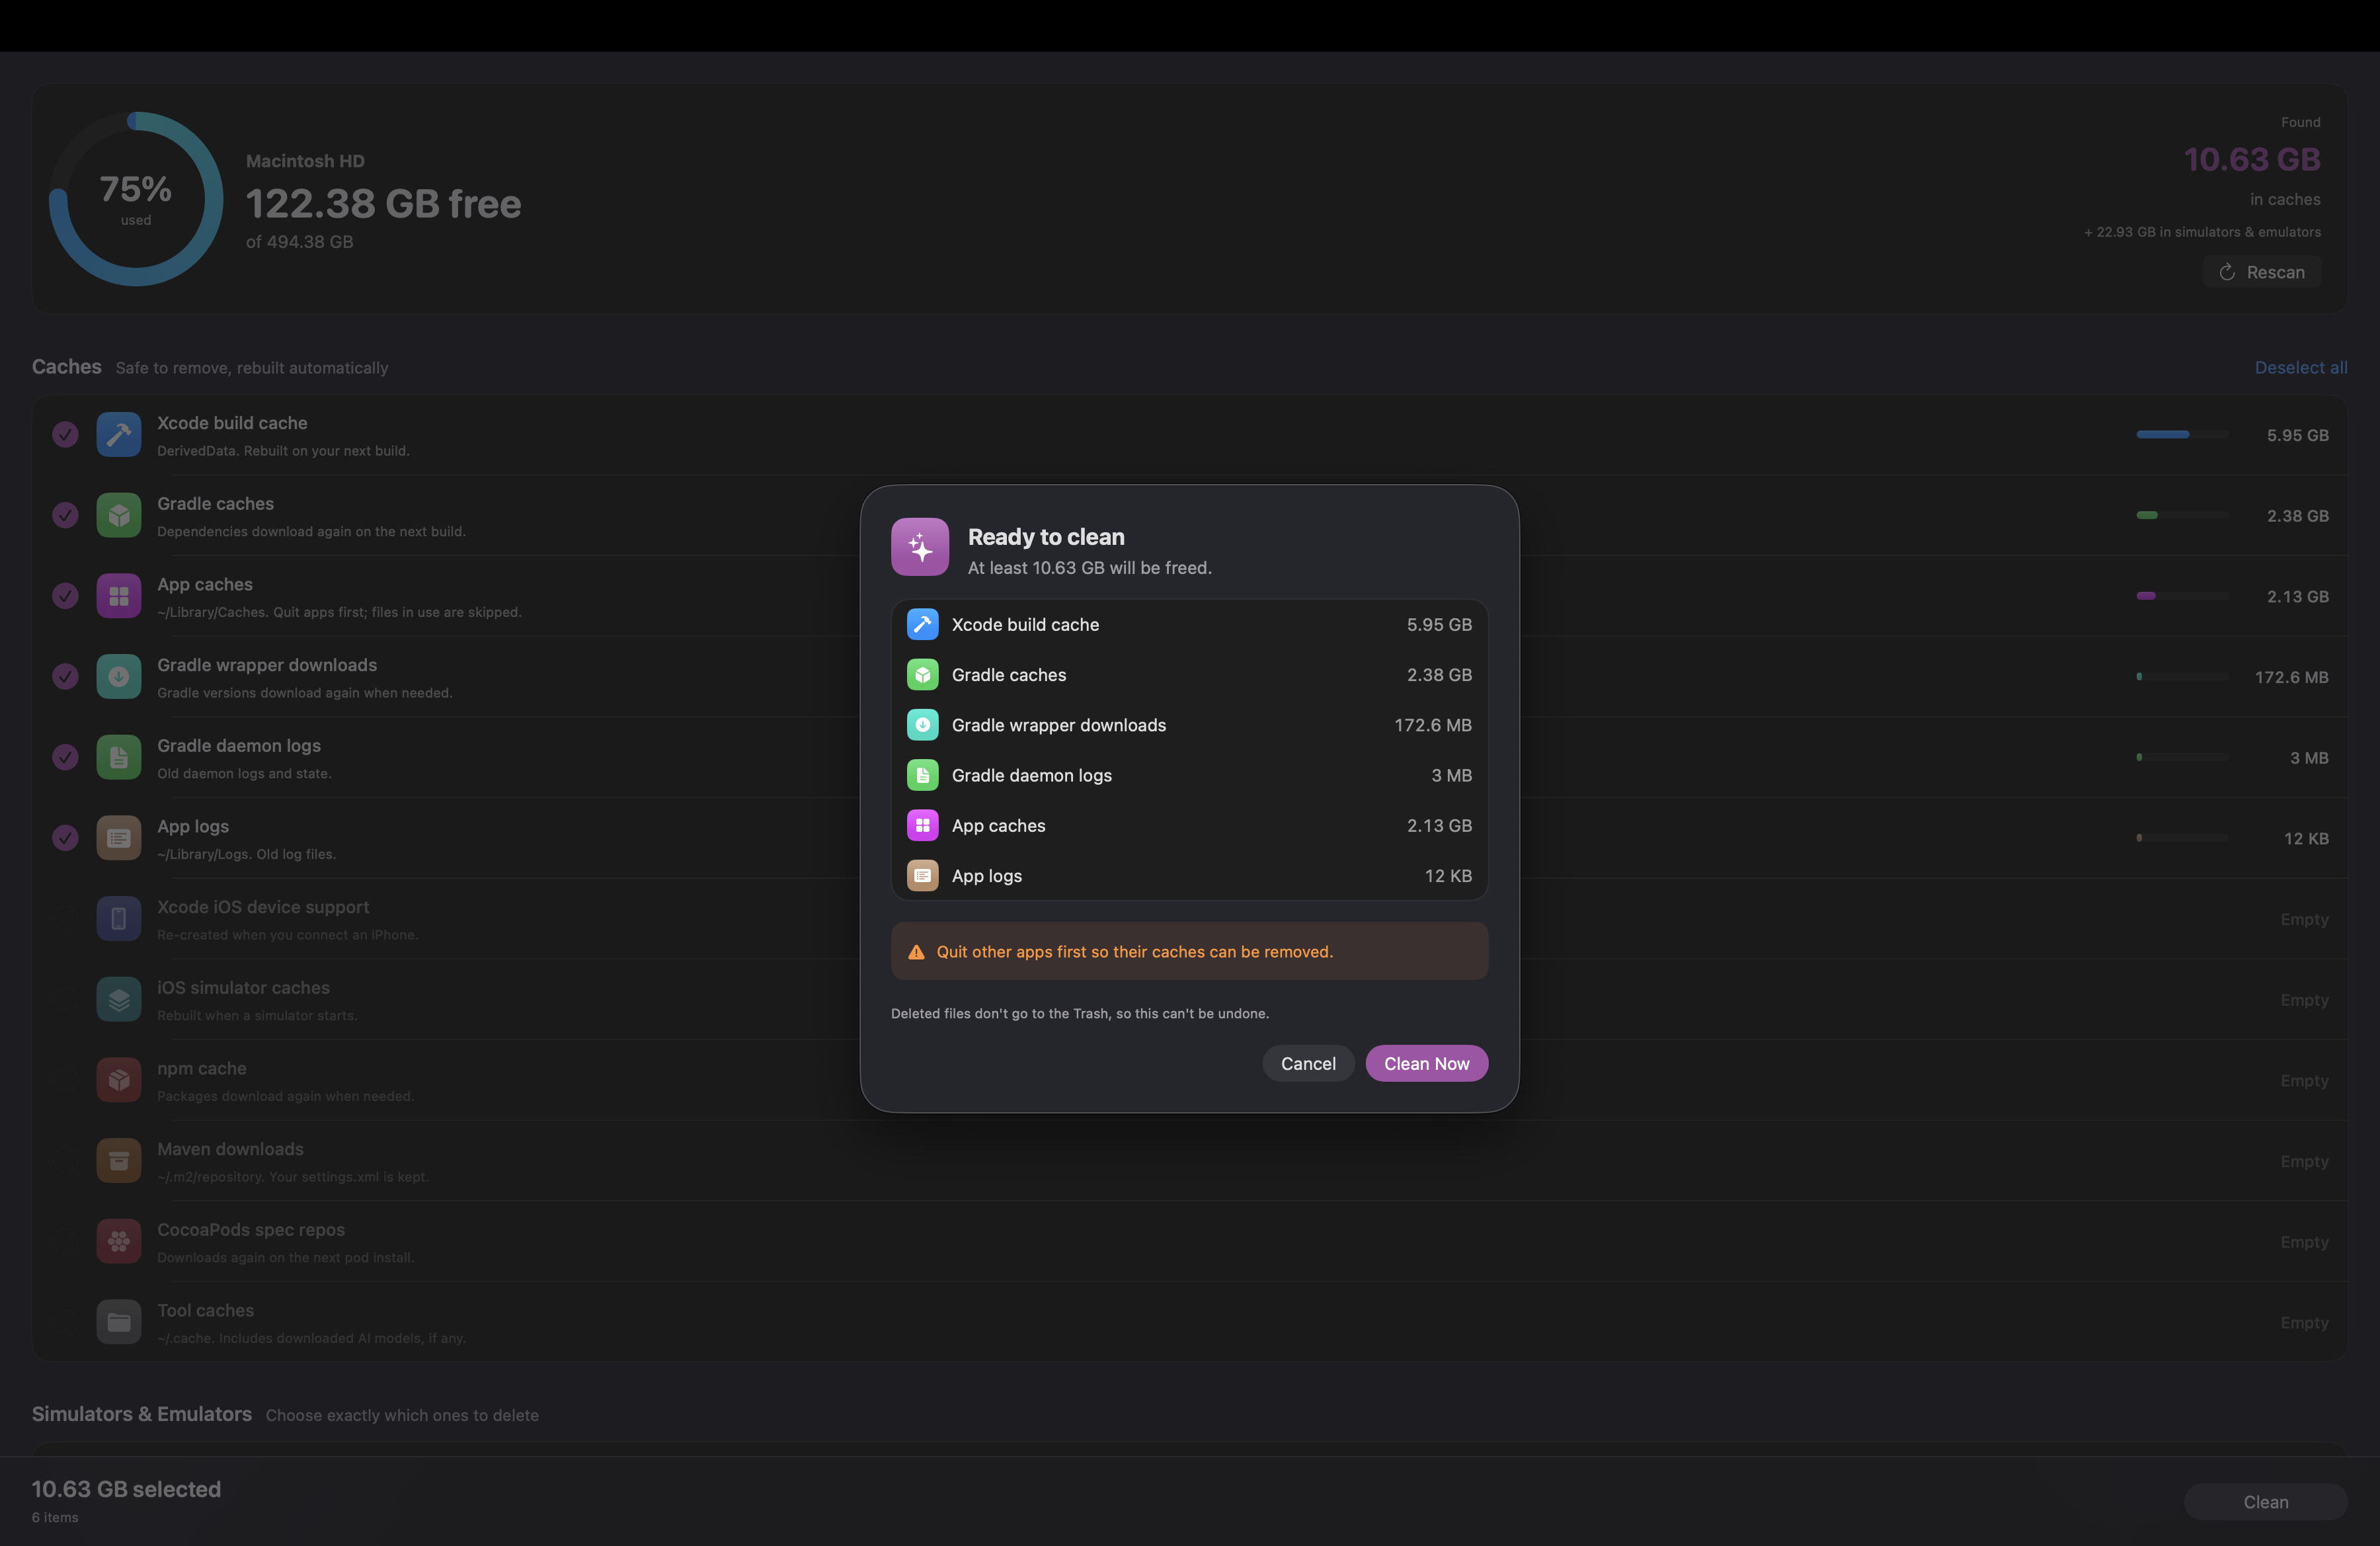 75%
used
Macintosh HD
122.38 GB free
of 494.38 GB
Found
10.63 GB
in caches
+ 22.93 GB in simulators & emulators
Rescan
Caches Safe to remove, rebuilt automatically
Deselect all
Xcode build cache
DerivedData. Rebuilt on your next build.
5.95 GB
Gradle caches
Dependencies download again on the next build.
2.38 GB
App caches
~/Library/Caches. Quit apps first; files in use are skipped.
2.13 GB
Gradle wrapper downloads
Gradle versions download again when needed.
172.6 MB
Gradle daemon logs
Old daemon logs and state.
3 MB
App logs
~/Library/Logs. Old log files.
12 KB
Xcode iOS device support
Re-created when you connect an iPhone.
Empty
iOS simulator caches
Rebuilt when a simulator starts.
Empty
npm cache
Packages download again when needed.
Empty
Maven downloads
~/.m2/repository. Your settings.xml is kept.
Empty
CocoaPods spec repos
Downloads again on the next pod install.
Empty
Tool caches
~/.cache. Includes downloaded AI models, if any.
Empty
Simulators & Emulators Choose exactly which ones to delete
10.63 GB selected
6 items
Clean
Ready to clean
At least 10.63 GB will be freed.
Xcode build cache 5.95 GB
Gradle caches 2.38 GB
Gradle wrapper downloads 172.6 MB
Gradle daemon logs 3 MB
App caches 2.13 GB
App logs 12 KB
Quit other apps first so their caches can be removed.
Deleted files don't go to the Trash, so this can't be undone.
Cancel Clean Now